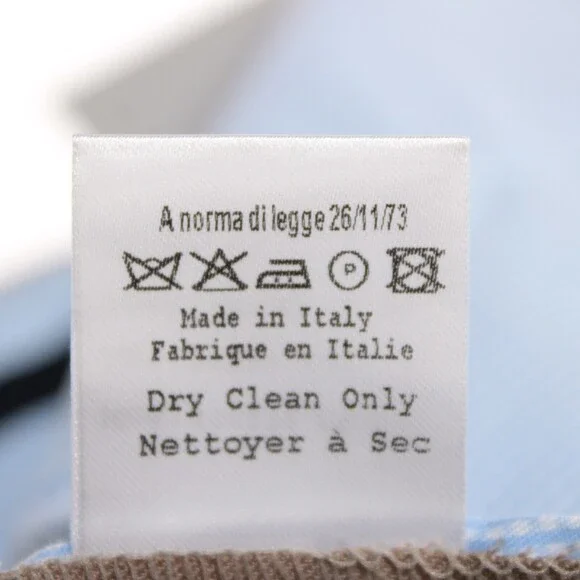 A norma di legge 26/11/73
P
Made in Italy
Fabrique en Italie
Dry Clean Only
Nettoyer à Sec